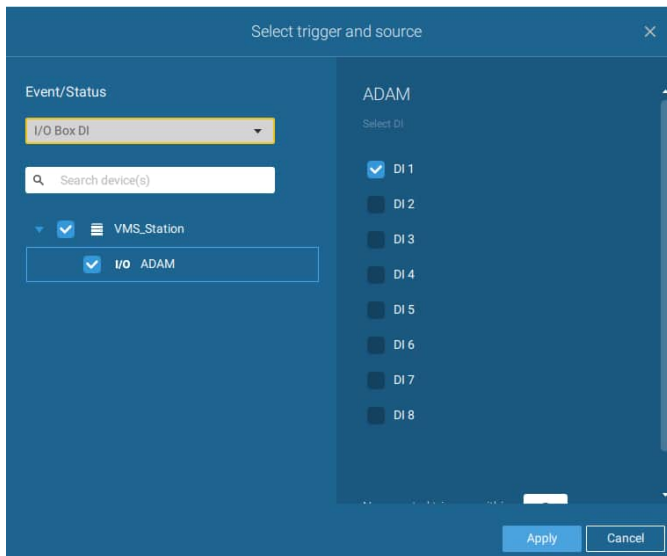 Select trigger and source
Event/Status
I/O Box DI
Search device(s)
VMS_Station
I/O ADAM
ADAM
Select DI
DI 1
DI 2
DI 3
DI 4
DI 5
DI 6
DI 7
DI 8
Apply
Cancel